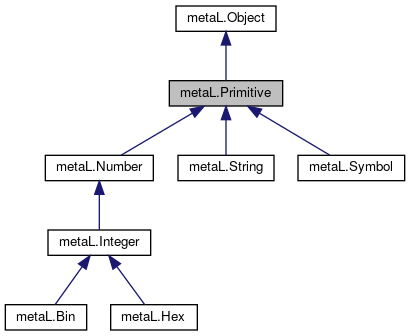 metaL.Object
metaL.Primitive
metaL.Number
metaL.String
metaL.Symbol
metaL.Integer
metaL.Bin
metaL.Hex